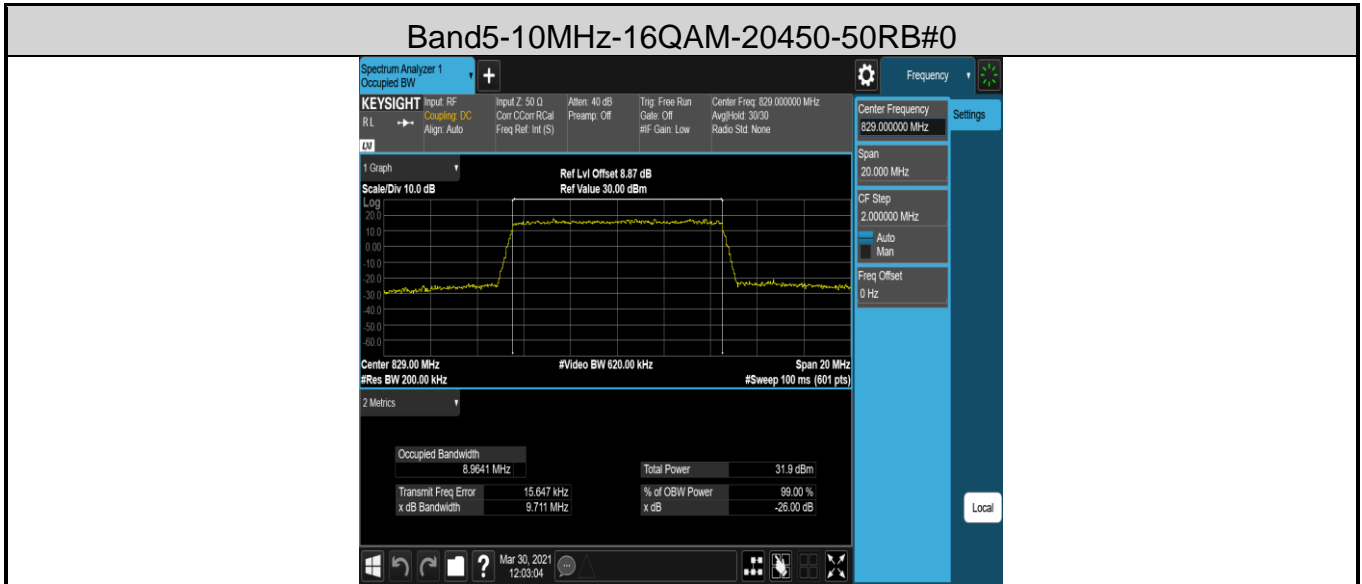 Band5-10MHz-16QAM-20450-50RB#0
Spectrum Analyzer 1
Occupied BW
+
Frequency
KEYSIGHT
RL
LXI
Input: RF
Coupling: DC
Align: Auto
Input Z: 50 Ω
Corr CCorr RCal
Freq Ref: Int (S)
Atten: 40 dB
Preamp: Off
Trig: Free Run
Gate: Off
#IF Gain: Low
Center Freq: 829.000000 MHz
Avg|Hold: 30/30
Radio Std: None
Center Frequency
829.000000 MHz
Settings
Span
20.000 MHz
CF Step
2.000000 MHz
Auto
Man
Freq Offset
0 Hz
Local
1 Graph
Scale/Div 10.0 dB
Ref Lvl Offset 8.87 dB
Ref Value 30.00 dBm
Log
20.0
10.0
0.00
-10.0
-20.0
-30.0
-40.0
-50.0
-60.0
Center 829.00 MHz
#Video BW 620.00 kHz
Span 20 MHz
#Res BW 200.00 kHz
#Sweep 100 ms (601 pts)
2 Metrics
Occupied Bandwidth
8.9641 MHz
Total Power 31.9 dBm
Transmit Freq Error 15.647 kHz
% of OBW Power 99.00 %
x dB Bandwidth 9.711 MHz
x dB -26.00 dB
?
Mar 30, 2021
12:03:04